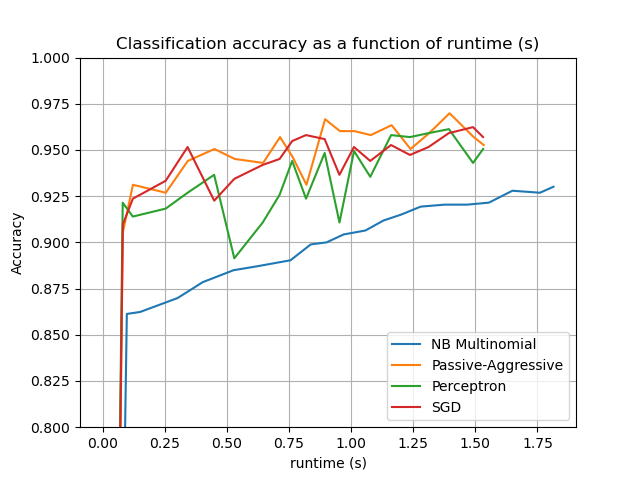 Classification accuracy as a function of runtime (s)
1.000
0.975
0.950
0.925
0.900
0.875
0.850
0.825
0.800
Accuracy
NB Multinomial
Passive-Aggressive
Perceptron
SGD
0.00 0.25 0.50 0.75 1.00 1.25 1.50 1.75
runtime (s)